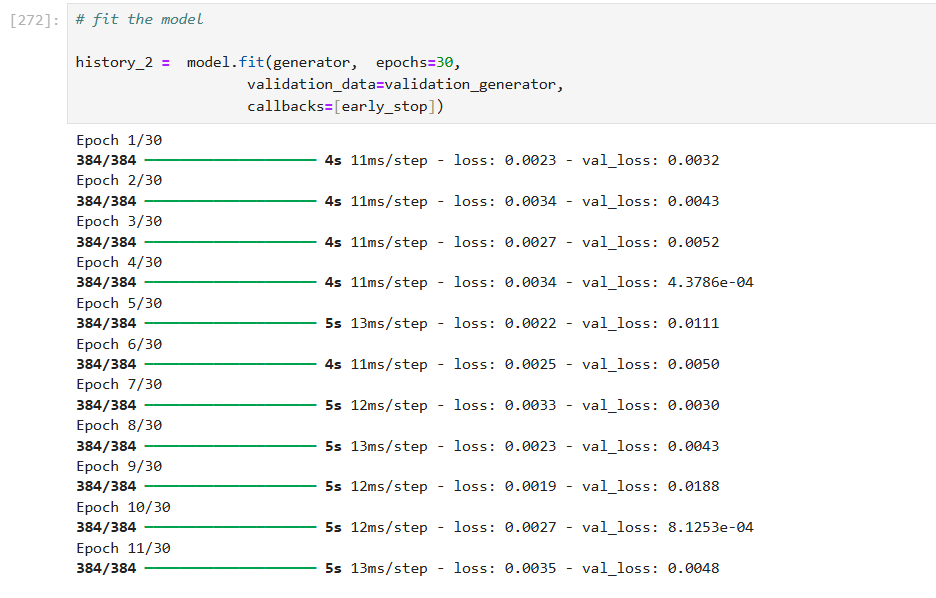 [272]: # fit the model
history_2 =  model.fit(generator,  epochs=30,
validation_data=validation_generator,
callbacks=[early_stop])
Epoch 1/30
384/384 4s 11ms/step - loss: 0.0023 - val_loss: 0.0032
Epoch 2/30
384/384 4s 11ms/step - loss: 0.0034 - val_loss: 0.0043
Epoch 3/30
384/384 4s 11ms/step - loss: 0.0027 - val_loss: 0.0052
Epoch 4/30
384/384 4s 11ms/step - loss: 0.0034 - val_loss: 4.3786e-04
Epoch 5/30
384/384 5s 13ms/step - loss: 0.0022 - val_loss: 0.0111
Epoch 6/30
384/384 4s 11ms/step - loss: 0.0025 - val_loss: 0.0050
Epoch 7/30
384/384 5s 12ms/step - loss: 0.0033 - val_loss: 0.0030
Epoch 8/30
384/384 5s 13ms/step - loss: 0.0023 - val_loss: 0.0043
Epoch 9/30
384/384 5s 12ms/step - loss: 0.0019 - val_loss: 0.0188
Epoch 10/30
384/384 5s 12ms/step - loss: 0.0027 - val_loss: 8.1253e-04
Epoch 11/30
384/384 5s 13ms/step - loss: 0.0035 - val_loss: 0.0048